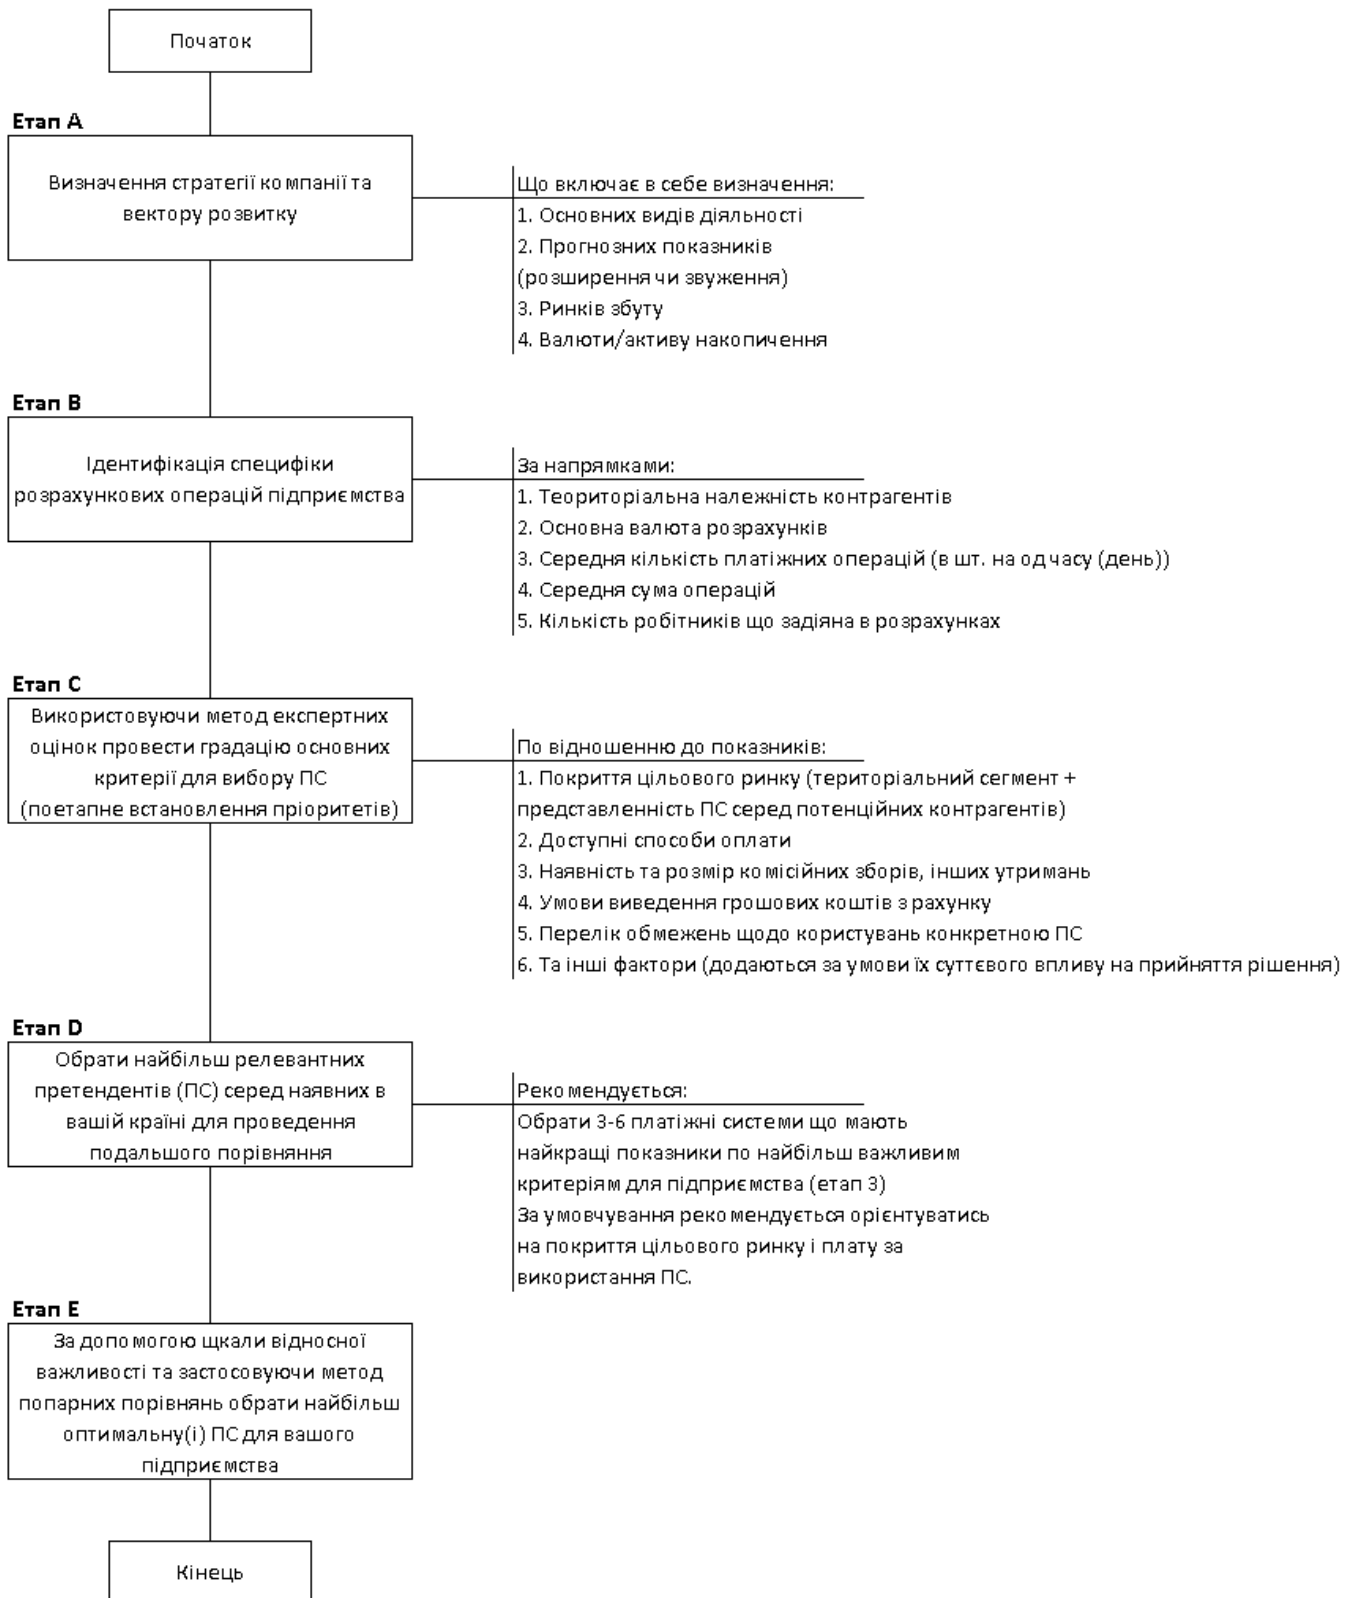 Початок
Етап A
Визначення стратегії компанії та
вектору розвитку
Що включає в себе визначення:
1. Основних видів діяльності
2. Прогнозних показників
(розширення чи звуження)
3. Ринків збуту
4. Валюти/активу накопичення
Етап B
Ідентифікація специфіки
розрахункових операцій підприємства
За напрямками:
1. Теориторіальна належність контрагентів
2. Основна валюта розрахунків
3. Середня кількість платіжних операцій (в шт. на од часу (день))
4. Середня сума операцій
5. Кількість робітників що задіяна в розрахунках
Етап C
Використовуючи метод експертних
оцінок провести градацію основних
критерії для вибору ПС
(поетапне встановлення пріоритетів)
По відношенню до показників:
1. Покриття цільового ринку (територіальний сегмент +
представленність ПС серед потенційних контрагентів)
2. Доступні способи оплати
3. Наявність та розмір комісійних зборів, інших утримань
4. Умови виведення грошових коштів з рахунку
5. Перелік обмежень щодо користувань конкретною ПС
6. Та інші фактори (додаються за умови їх суттєвого впливу на прийняття рішення)
Етап D
Обрати найбільш релевантних
претендентів (ПС) серед наявних в
вашій країні для проведення
подальшого порівняння
Рекомендується:
Обрати 3-6 платіжні системи що мають
найкращі показники по найбільш важливим
критеріям для підприємства (етап 3)
За умовчування рекомендується орієнтуватись
на покриття цільового ринку і плату за
використання ПС.
Етап E
За допомогою щкали відносної
важливості та застосовуючи метод
попарних порівнянь обрати найбільш
оптимальну(і) ПС для вашого
підприємства
Кінець